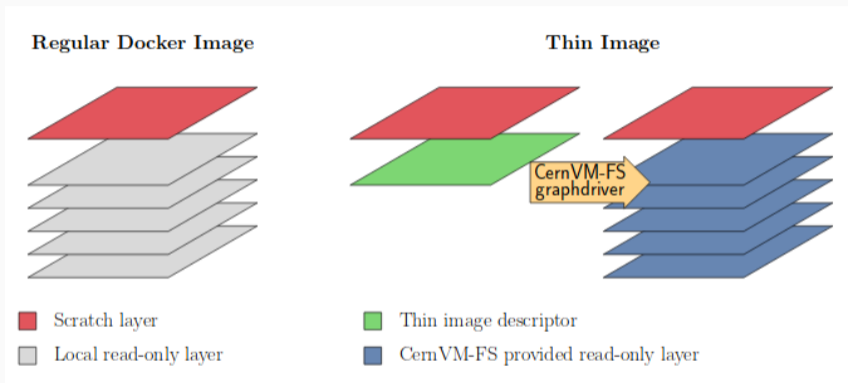 Regular Docker Image
Thin Image
CernVM-FS
graphdriver
Scratch layer
Thin image descriptor
Local read-only layer
CernVM-FS provided read-only layer